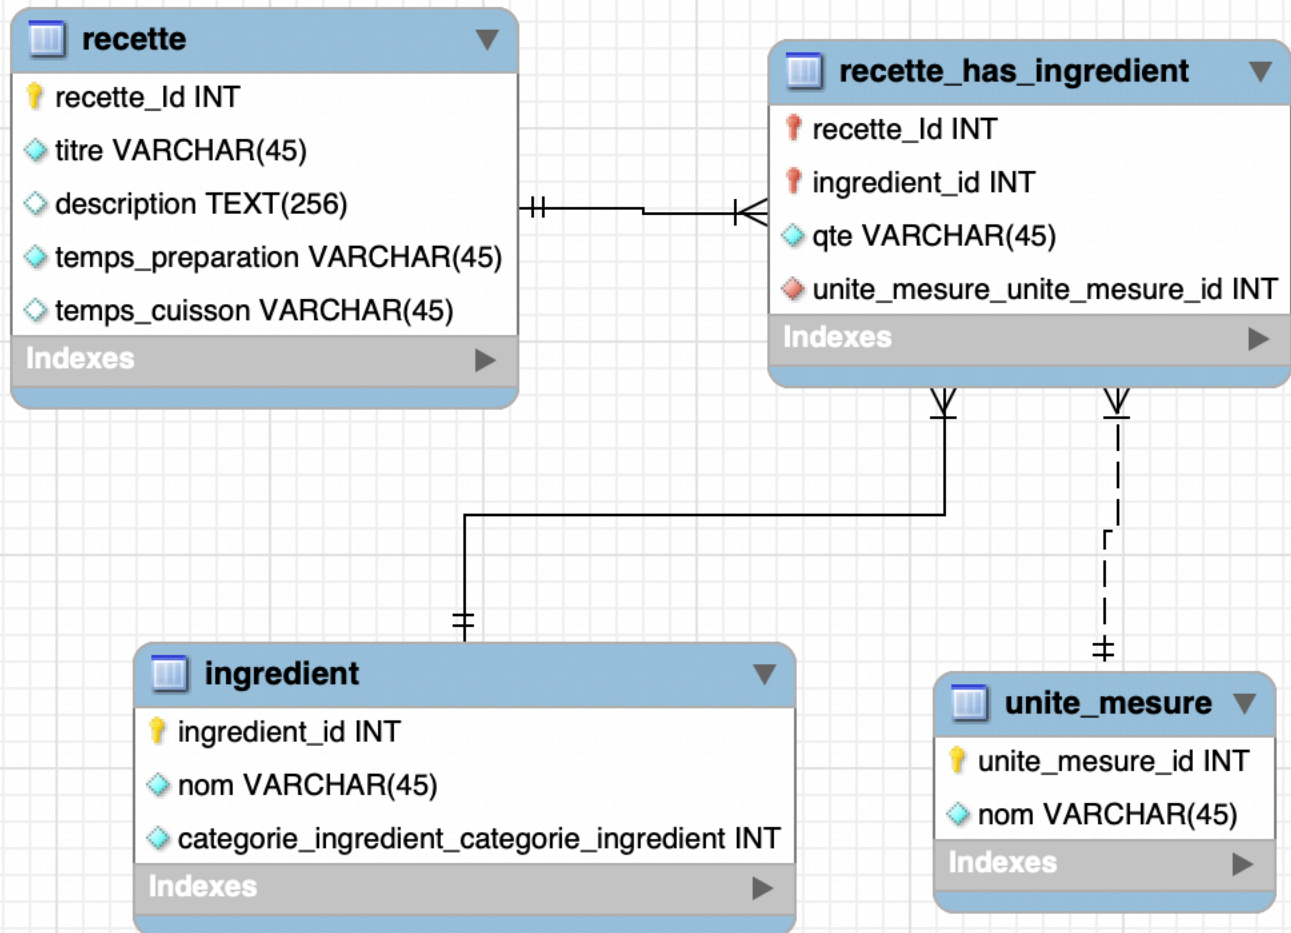 recette
recette_Id INT
titre VARCHAR(45)
description TEXT(256)
temps_preparation VARCHAR(45)
temps_cuisson VARCHAR(45)
Indexes
recette_has_ingredient
recette_Id INT
ingredient_id INT
qte VARCHAR(45)
unite_mesure_unite_mesure_id INT
Indexes
ingredient
ingredient_id INT
nom VARCHAR(45)
categorie_ingredient_categorie_ingredient INT
Indexes
unite_mesure
unite_mesure_id INT
nom VARCHAR(45)
Indexes